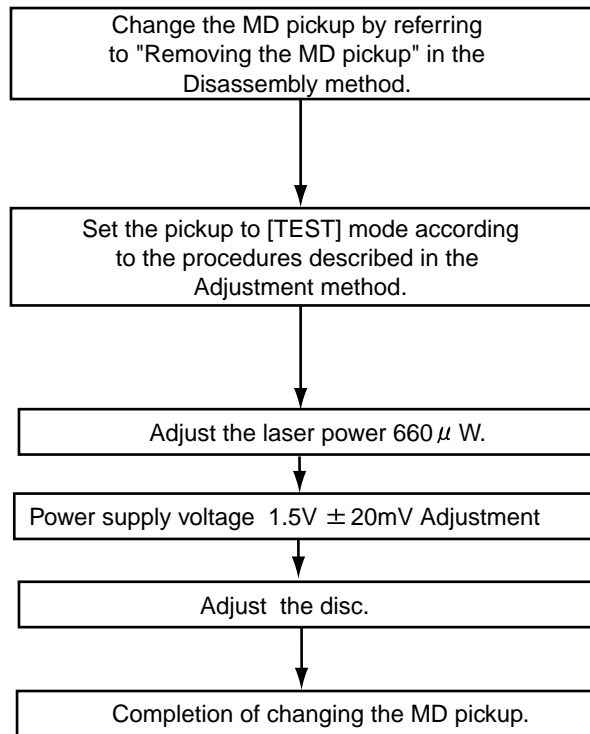 Change the MD pickup by referring
to "Removing the MD pickup" in the
Disassembly method.
Set the pickup to [TEST] mode according
to the procedures described in the
Adjustment method.
Adjust the laser power 660 μ W.
Power supply voltage 1.5V ±20mV Adjustment
Adjust the disc.
Completion of changing the MD pickup.